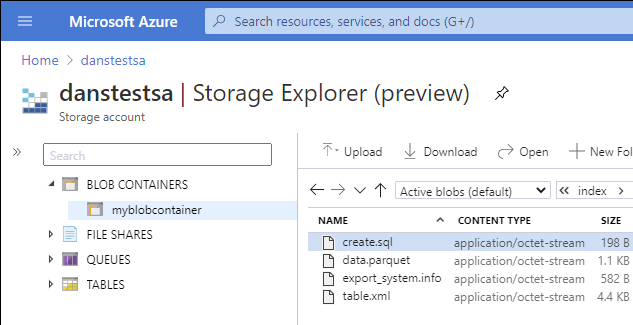 Microsoft Azure
Search resources, services, and docs (G+/)
Home > danstestsa
danstestsa | Storage Explorer (preview)
Storage account
Search
BLOB CONTAINERS
myblobcontainer
FILE SHARES
QUEUES
TABLES
Upload Download Open New Fol
Active blobs (default) index
NAME CONTENT TYPE SIZE
create.sql application/octet-stream 198 B
data.parquet application/octet-stream 1.1 KB
export_system.info application/octet-stream 582 B
table.xml application/octet-stream 4.4 KB